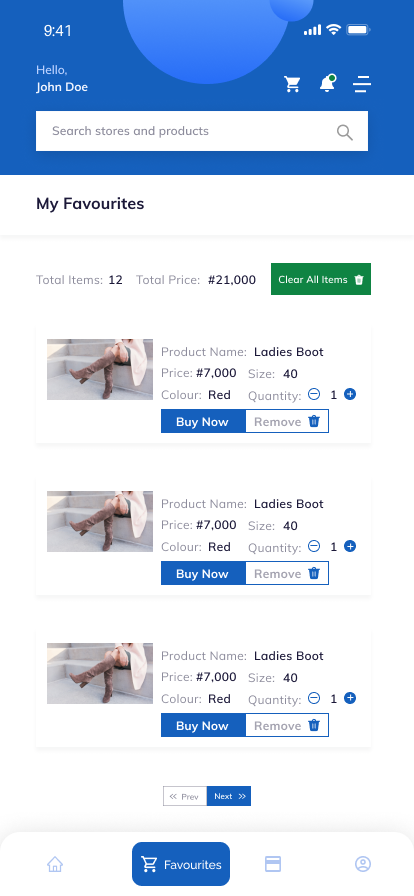 9:41
Hello,
John Doe
Search stores and products
My Favourites
Total Items: 12 Total Price: #21,000 Clear All Items
Product Name: Ladies Boot
Price: #7,000 Size: 40
Colour: Red Quantity: 1
Buy Now Remove
Product Name: Ladies Boot
Price: #7,000 Size: 40
Colour: Red Quantity: 1
Buy Now Remove
Product Name: Ladies Boot
Price: #7,000 Size: 40
Colour: Red Quantity: 1
Buy Now Remove
Prev Next
Favourites